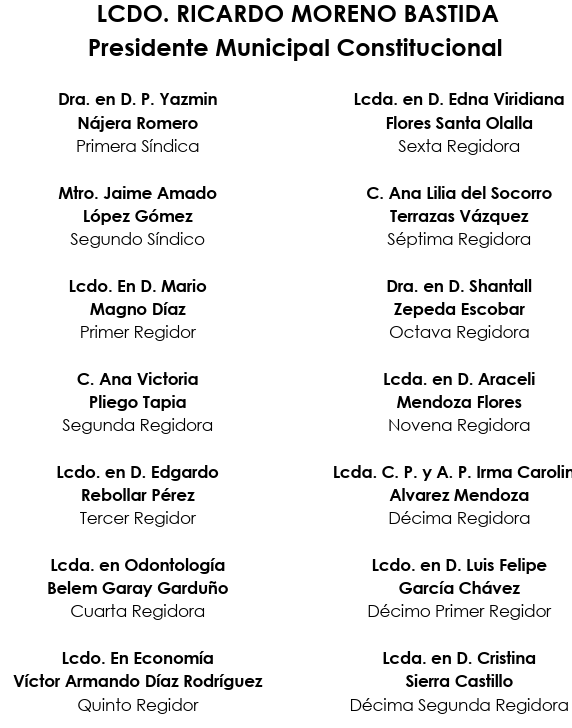 LCDO. RICARDO MORENO BASTIDA
Presidente Municipal Constitucional
Dra. en D. P. Yazmin
Nájera Romero
Primera Síndica
Mtro. Jaime Amado
López Gómez
Segundo Síndico
Lcdo. En D. Mario
Magno Díaz
Primer Regidor
C. Ana Victoria
Pliego Tapia
Segunda Regidora
Lcdo. en D. Edgardo
Rebollar Pérez
Tercer Regidor
Lcda. en Odontología
Belem Garay Garduño
Cuarta Regidora
Lcdo. En Economía
Víctor Armando Díaz Rodríguez
Quinto Regidor
Lcda. en D. Edna Viridiana
Flores Santa Olalla
Sexta Regidora
C. Ana Lilia del Socorro
Terrazas Vázquez
Séptima Regidora
Dra. en D. Shantall
Zepeda Escobar
Octava Regidora
Lcda. en D. Araceli
Mendoza Flores
Novena Regidora
Lcda. C. P. y A. P. Irma
Alvarez Mendoza
Décima Regidora
Lcdo. en D. Luis Felipe
García Chávez
Décimo Primer Regidor
Lcda. en D. Cristina
Sierra Castillo
Décima Segunda Regidora